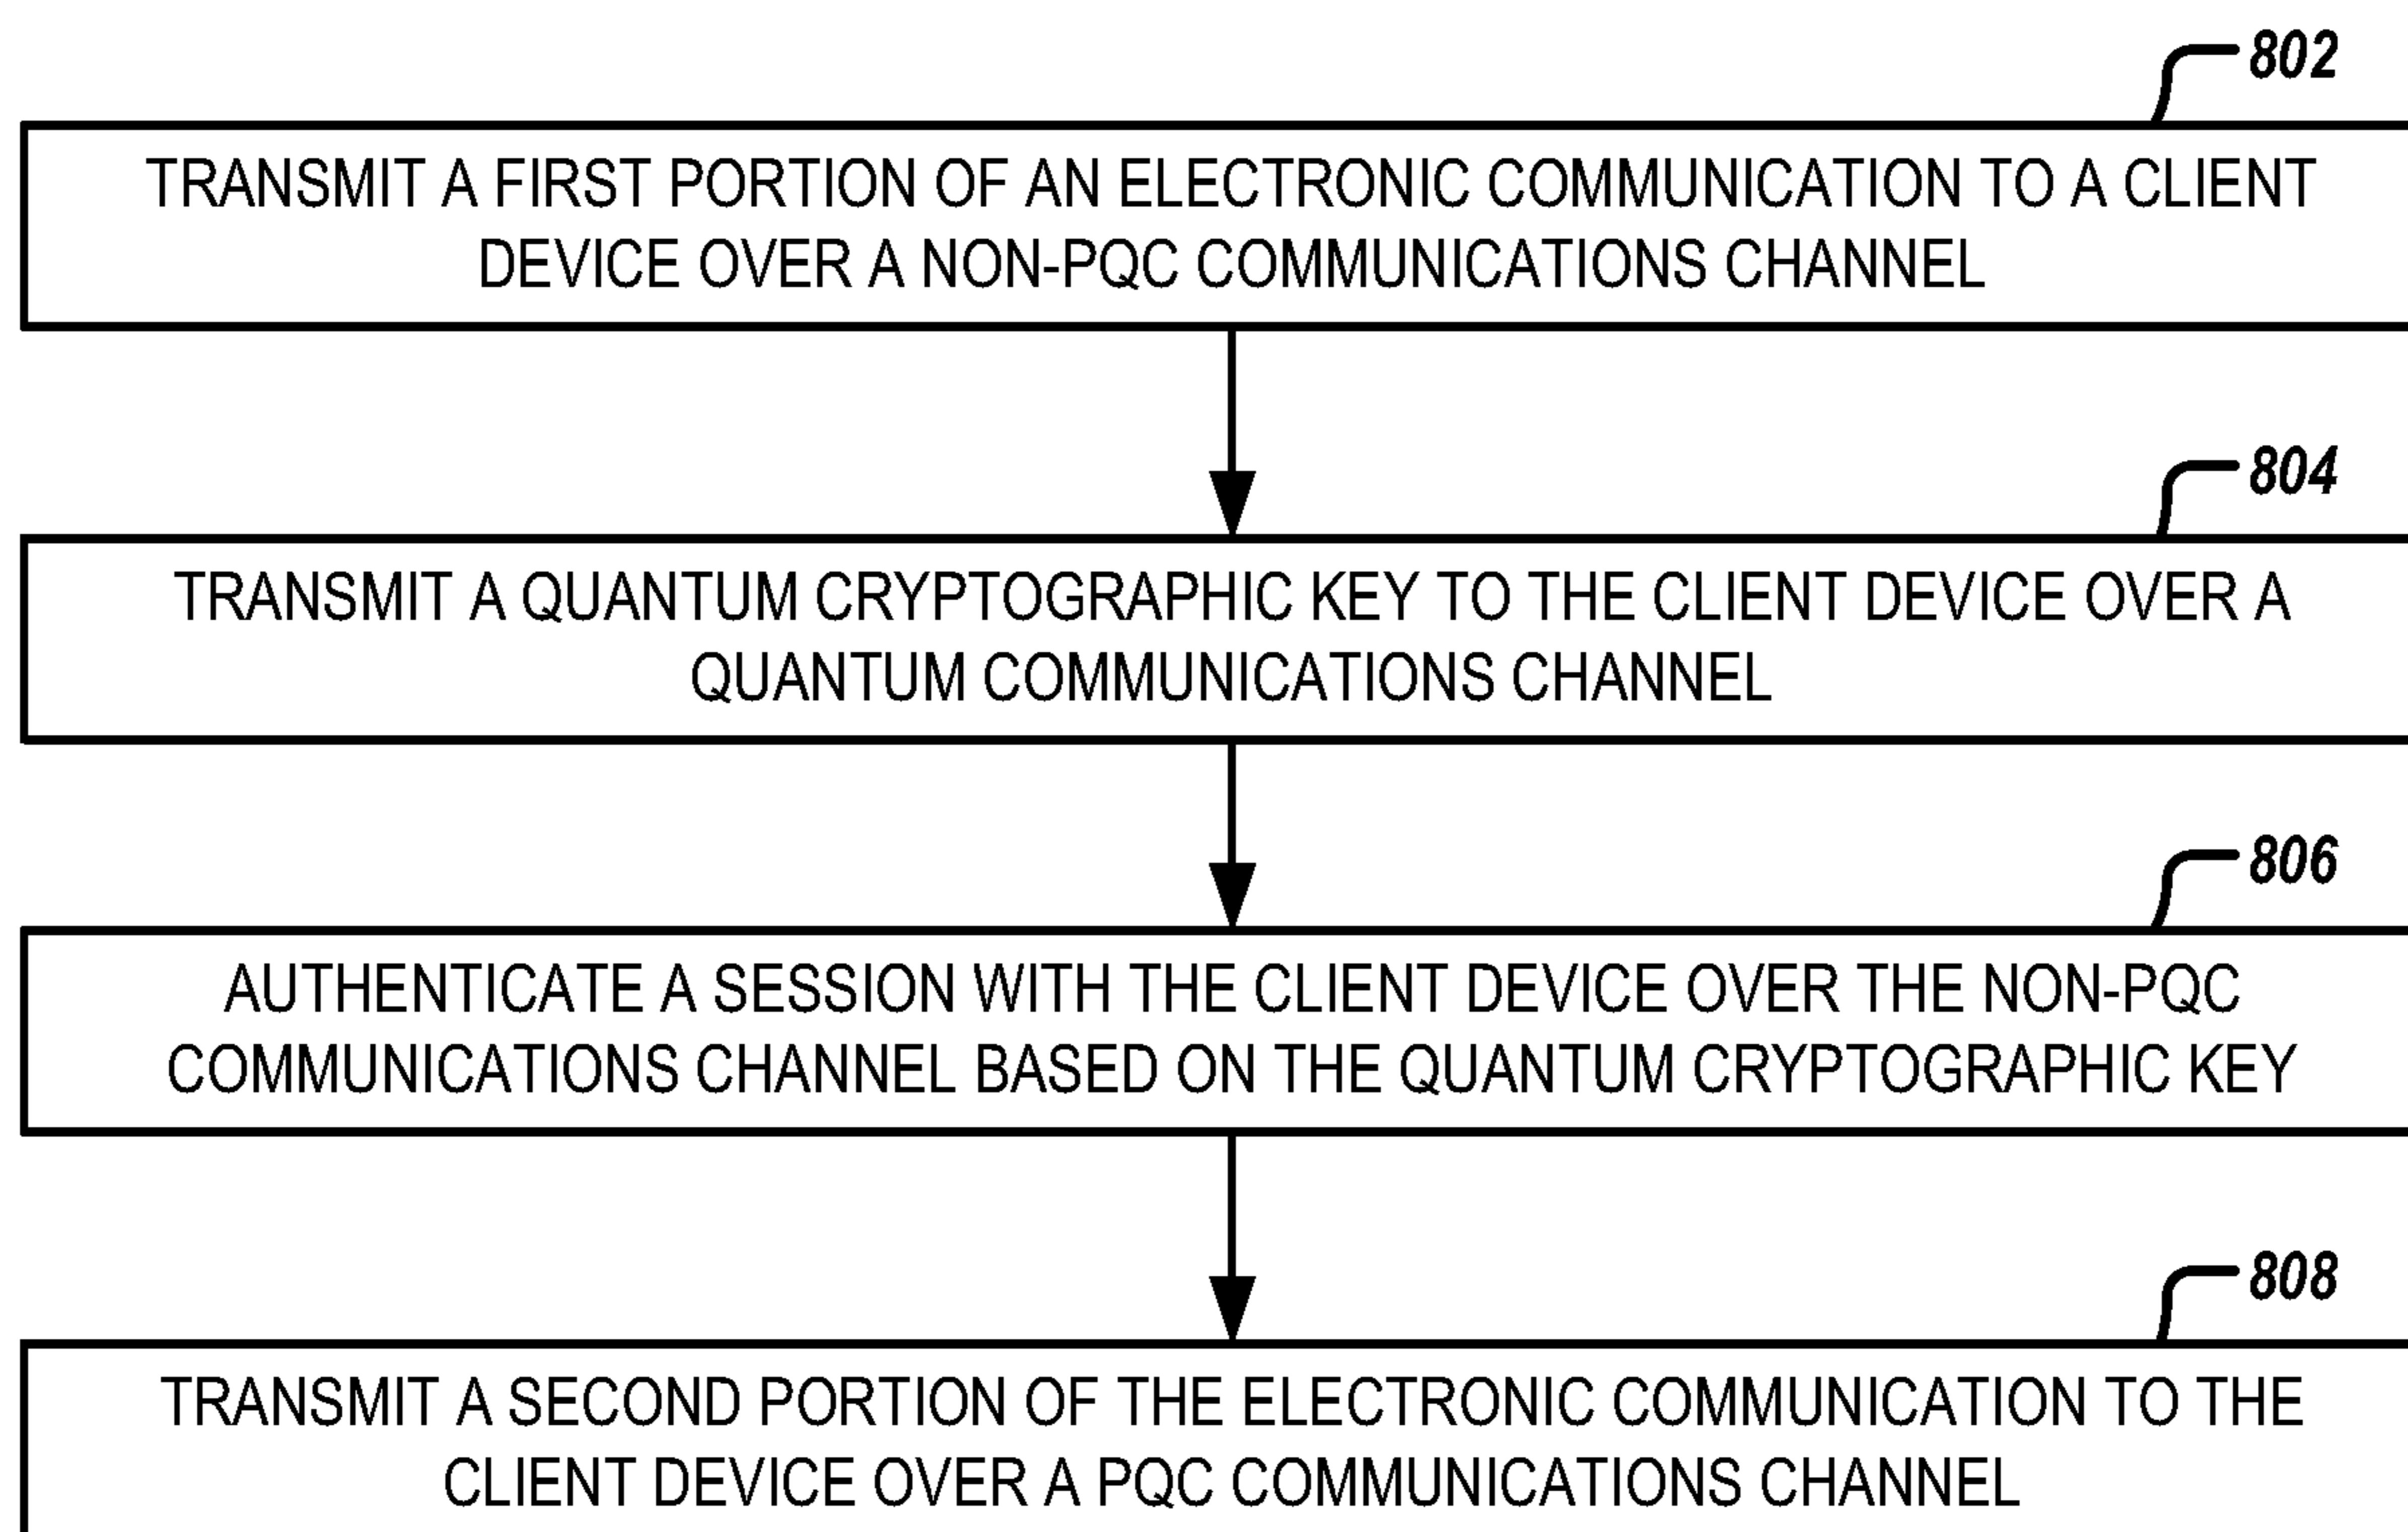 802
TRANSMIT A FIRST PORTION OF AN ELECTRONIC COMMUNICATION TO A CLIENT
DEVICE OVER A NON-PQC COMMUNICATIONS CHANNEL
804
TRANSMIT A QUANTUM CRYPTOGRAPHIC KEY TO THE CLIENT DEVICE OVER A
QUANTUM COMMUNICATIONS CHANNEL
806
AUTHENTICATE A SESSION WITH THE CLIENT DEVICE OVER THE NON-PQC
COMMUNICATIONS CHANNEL BASED ON THE QUANTUM CRYPTOGRAPHIC KEY
808
TRANSMIT A SECOND PORTION OF THE ELECTRONIC COMMUNICATION TO THE
CLIENT DEVICE OVER A PQC COMMUNICATIONS CHANNEL